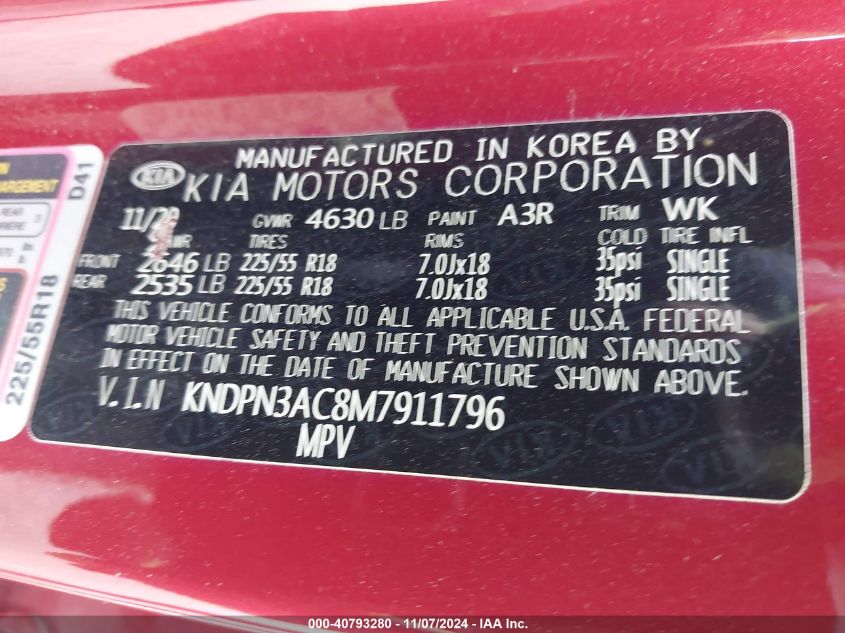 MANUFACTURED IN KOREA BY
KIA KIA MOTORS CORPORATION
11/20 GVWR 4630 LB PAINT A3R TRIM WK
TIRES RIMS COLD TIRE INFL
FRONT 2646 LB 225/55 R18 7.0Jx18 35psi SINGLE
REAR 2535 LB 225/55 R18 7.0Jx18 35psi SINGLE
THIS VEHICLE CONFORMS TO ALL APPLICABLE U.S.A. FEDERAL
MOTOR VEHICLE SAFETY AND THEFT PREVENTION STANDARDS
IN EFFECT ON THE DATE OF MANUFACTURE SHOWN ABOVE.
V.I.N KNDPN3AC8M7911796
MPV
D41
REAR
225/55R18
000-40793280 - 11/07/2024 - IAA Inc.